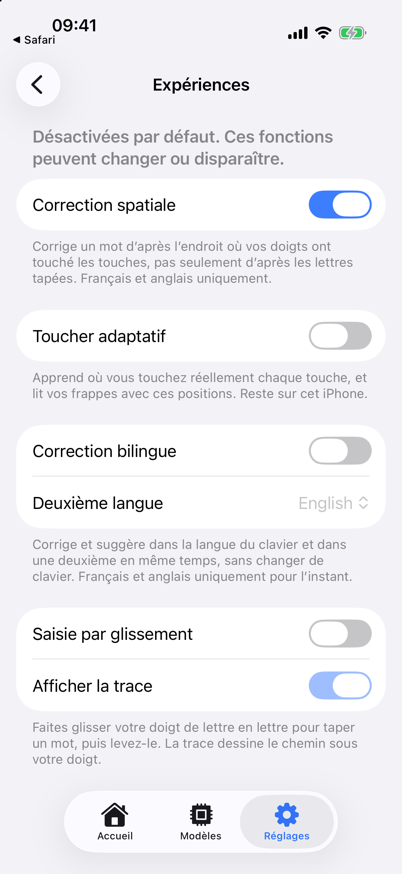 09:41
◀ Safari
Expériences
Désactivées par défaut. Ces fonctions
peuvent changer ou disparaître.
Correction spatiale
Corrige un mot d’après l’endroit où vos doigts ont
touché les touches, pas seulement d’après les lettres
tapées. Français et anglais uniquement.
Toucher adaptatif
Apprend où vous touchez réellement chaque touche, et
lit vos frappes avec ces positions. Reste sur cet iPhone.
Correction bilingue
Deuxième langue English
Corrige et suggère dans la langue du clavier et dans
une deuxième en même temps, sans changer de
clavier. Français et anglais uniquement pour l’instant.
Saisie par glissement
Afficher la trace
Faites glisser votre doigt de lettre en lettre pour taper
un mot, puis levez-le. La trace dessine le chemin sous
votre doigt.
Accueil Modèles Réglages